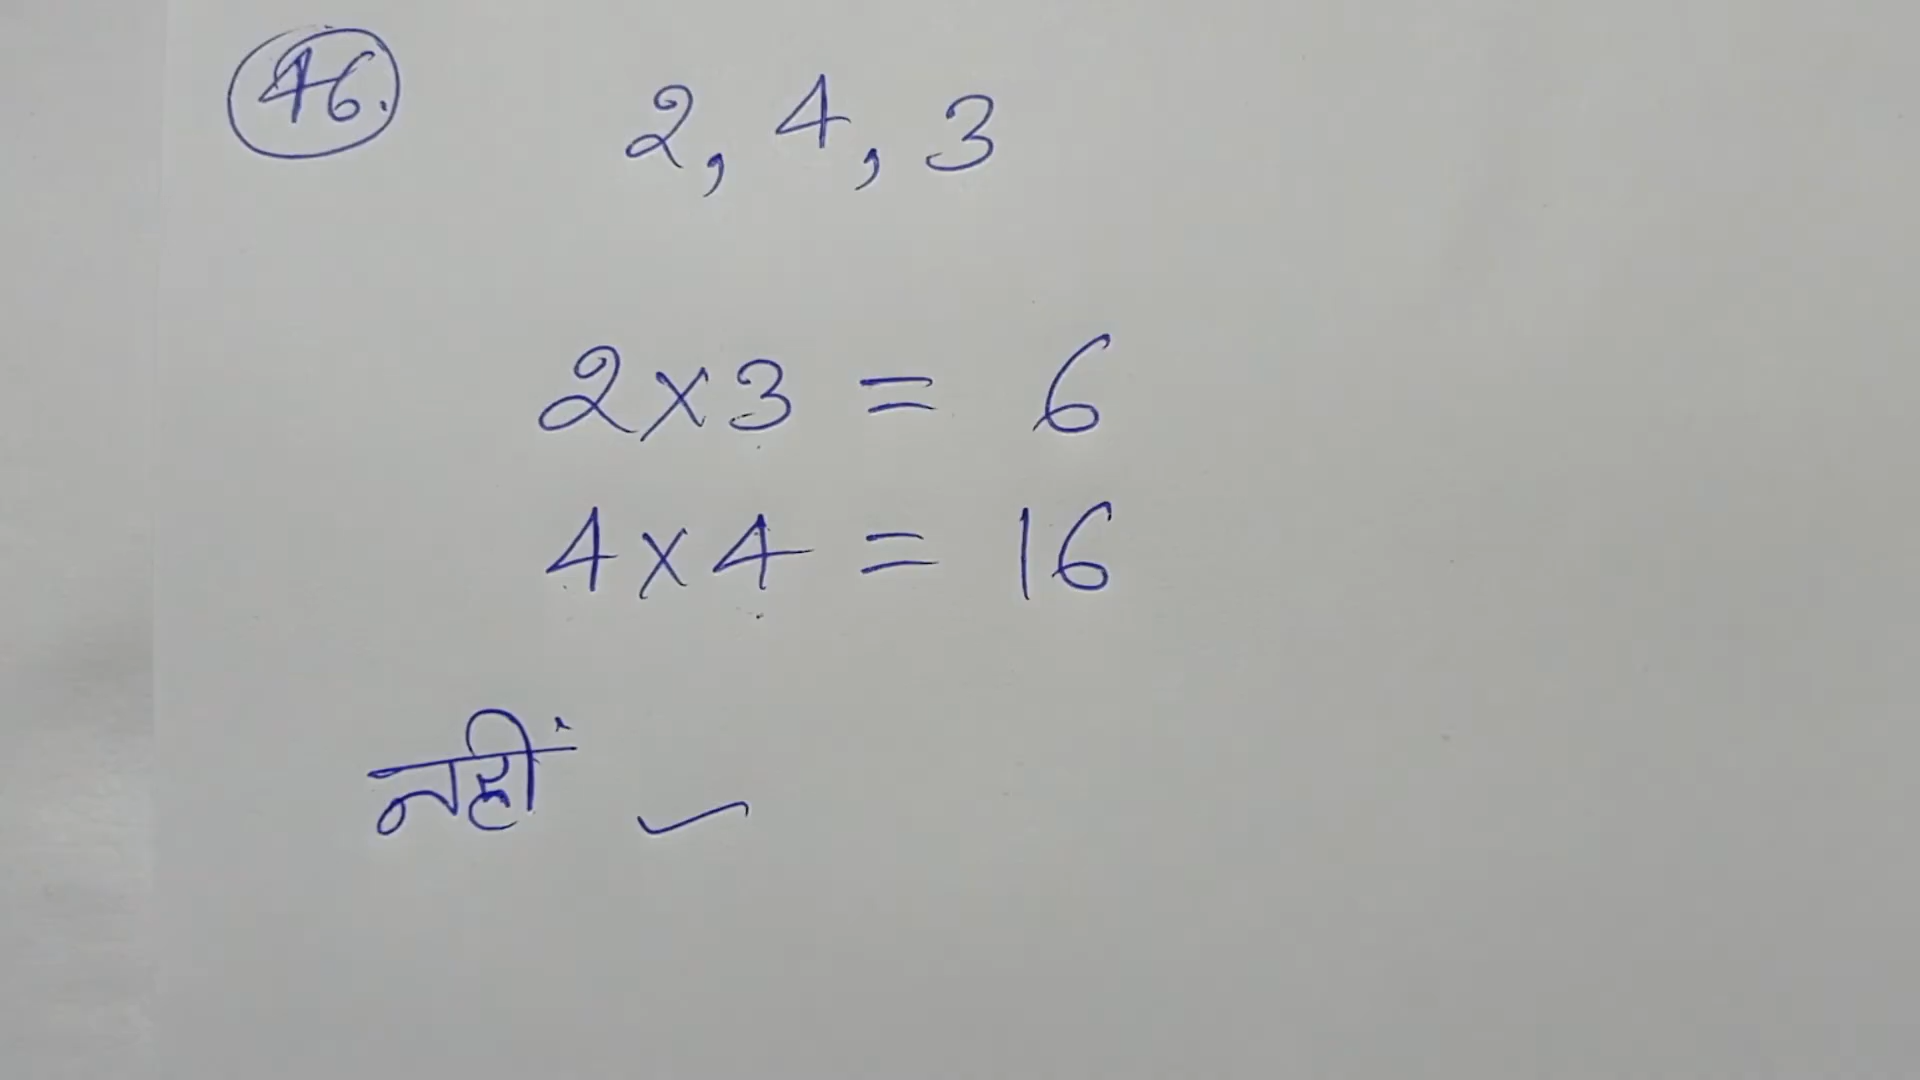 46. 2, 4, 3
2×3 = 6
4×4 = 16
नहीं